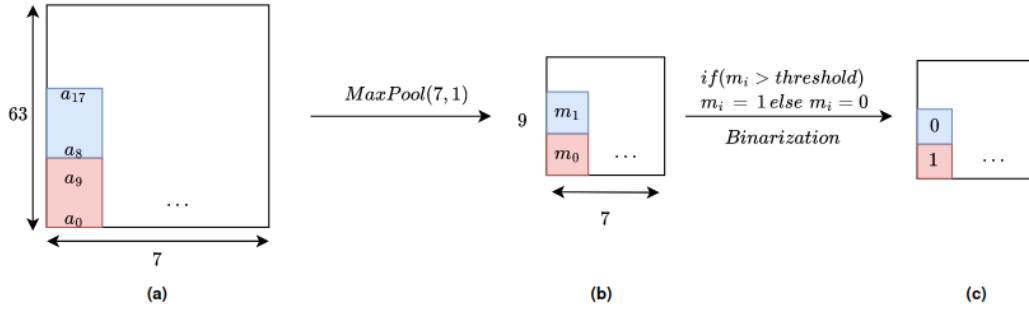 63
a17
a8
a9
a0
...
7
(a)
MaxPool(7, 1)
9
m1
m0
...
7
(b)
if(mi > threshold)
mi = 1 else mi = 0
Binarization
0
1
...
(c)